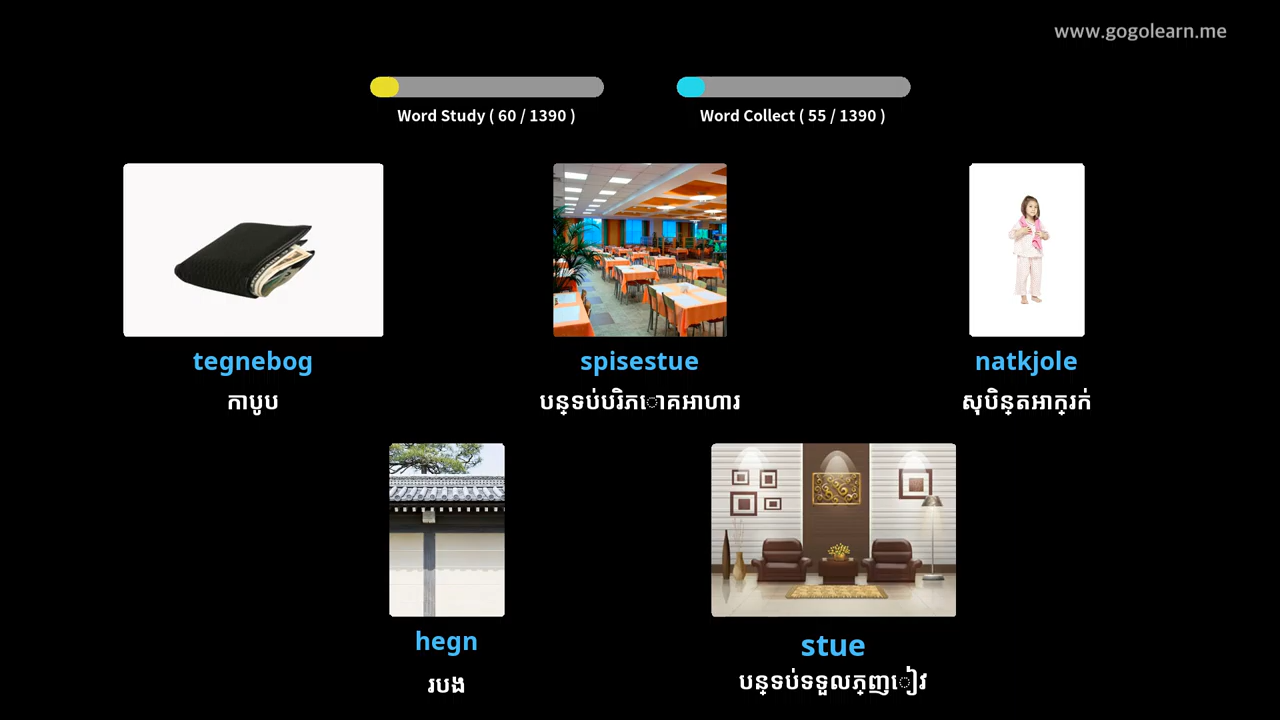 www.gogolearn.me
Word Study ( 60 / 1390 )
Word Collect ( 55 / 1390 )
tegnebog
spisestue
natkjole
កាបូប
បន្ទប់បរិភោគអាហារ
សុបិន្តអាក្រក់
hegn
stue
របង
បន្ទប់ទទួលភ្ញៀវ